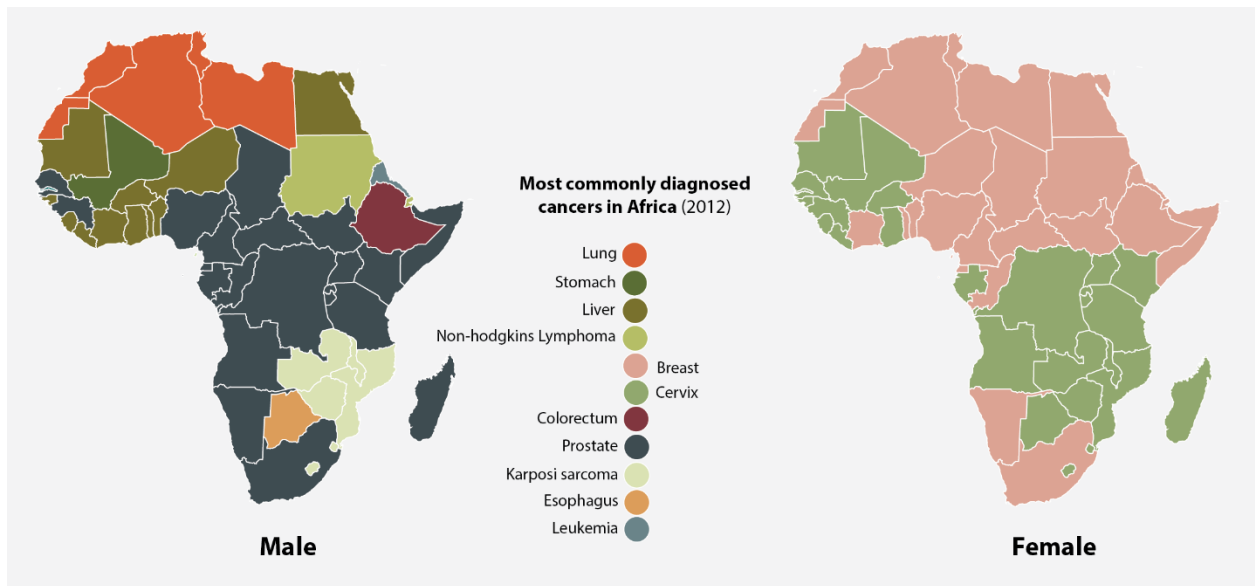 Most commonly diagnosed
cancers in Africa (2012)
Lung
Stomach
Liver
Non-hodgkins Lymphoma
Breast
Cervix
Colorectum
Prostate
Karposi sarcoma
Esophagus
Leukemia
Male
Female